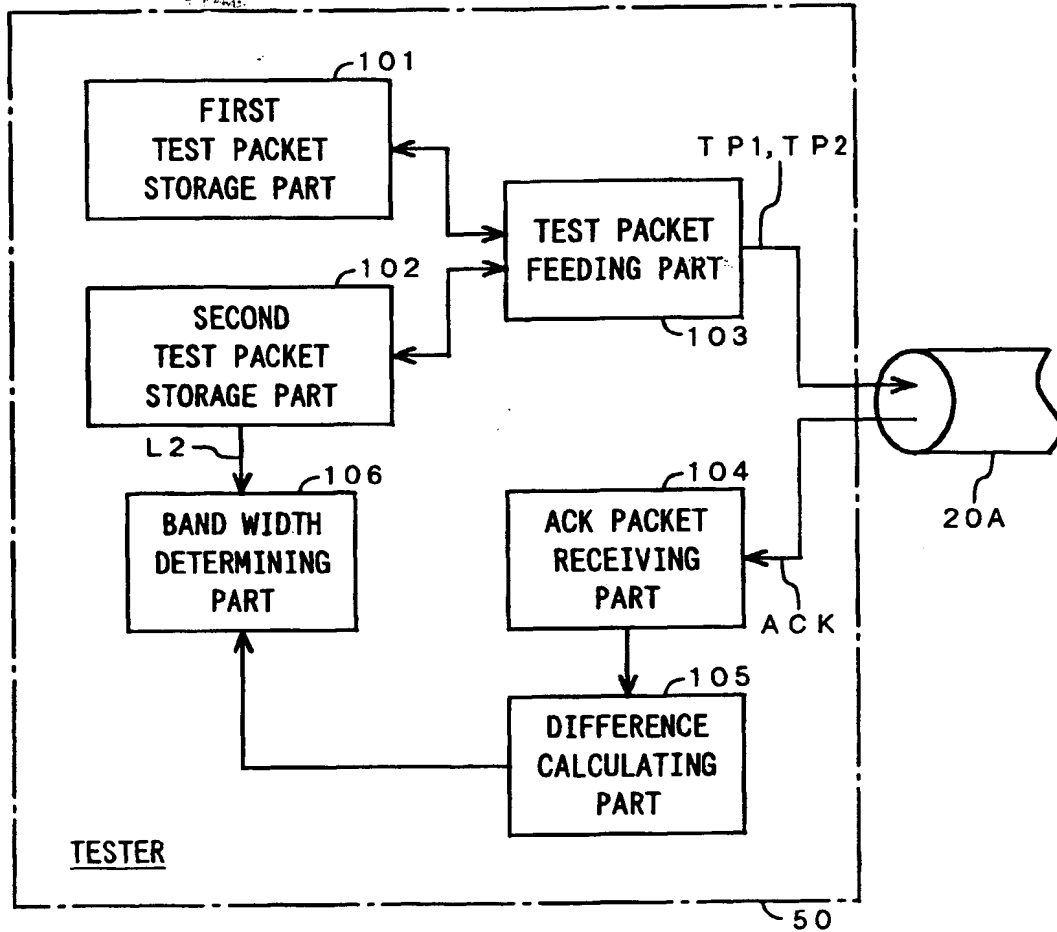 101
FIRST
TEST PACKET
STORAGE PART
TP1, TP2
TEST PACKET
FEEDING PART
103
102
SECOND
TEST PACKET
STORAGE PART
L2
106
BAND WIDTH
DETERMINING
PART
104
ACK PACKET
RECEIVING
PART
20A
ACK
105
DIFFERENCE
CALCULATING
PART
TESTER
50